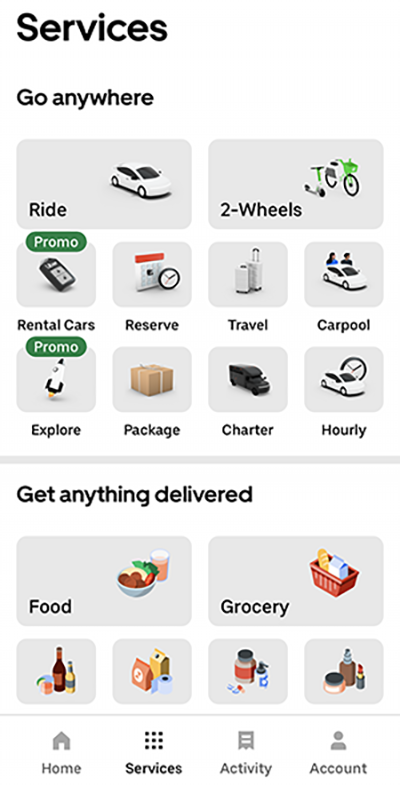 Services
Go anywhere
Ride
2-Wheels
Promo
Rental Cars
Reserve
Travel
Carpool
Promo
Explore
Package
Charter
Hourly
Get anything delivered
Food
Grocery
Home
Services
Activity
Account